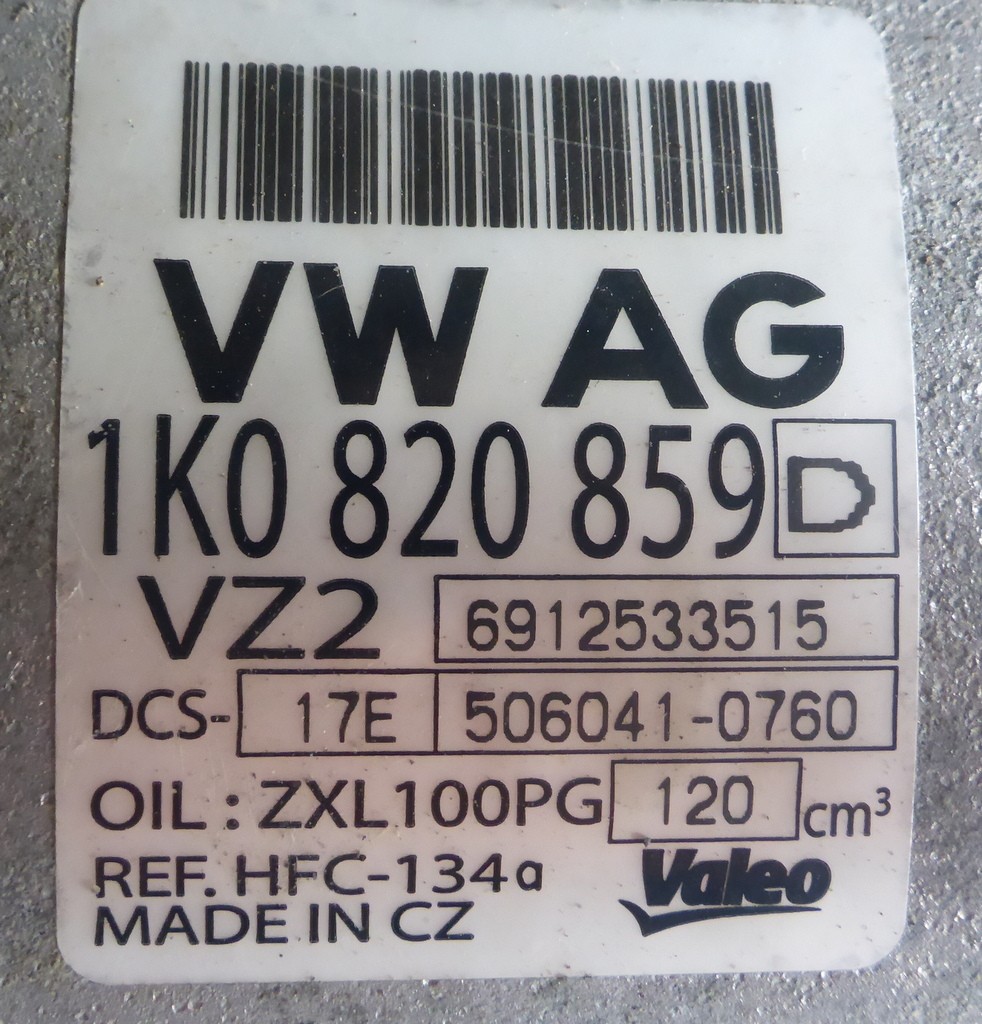 VW AG
1K0 820 859 D
VZ2 6912533515
DCS- 17E 506041-0760
OIL : ZXL100PG 120 cm³
REF. HFC-134a
MADE IN CZ
Valeo